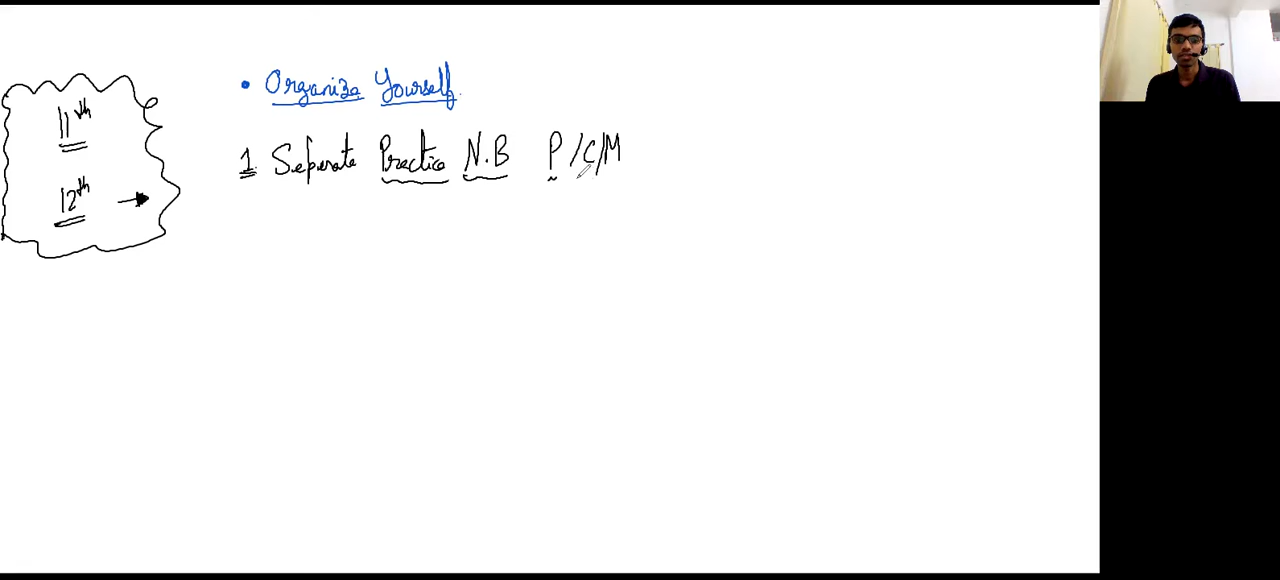 11th
12th →
• Organize Yourself.
1. Seperate Practice N.B P/C/M